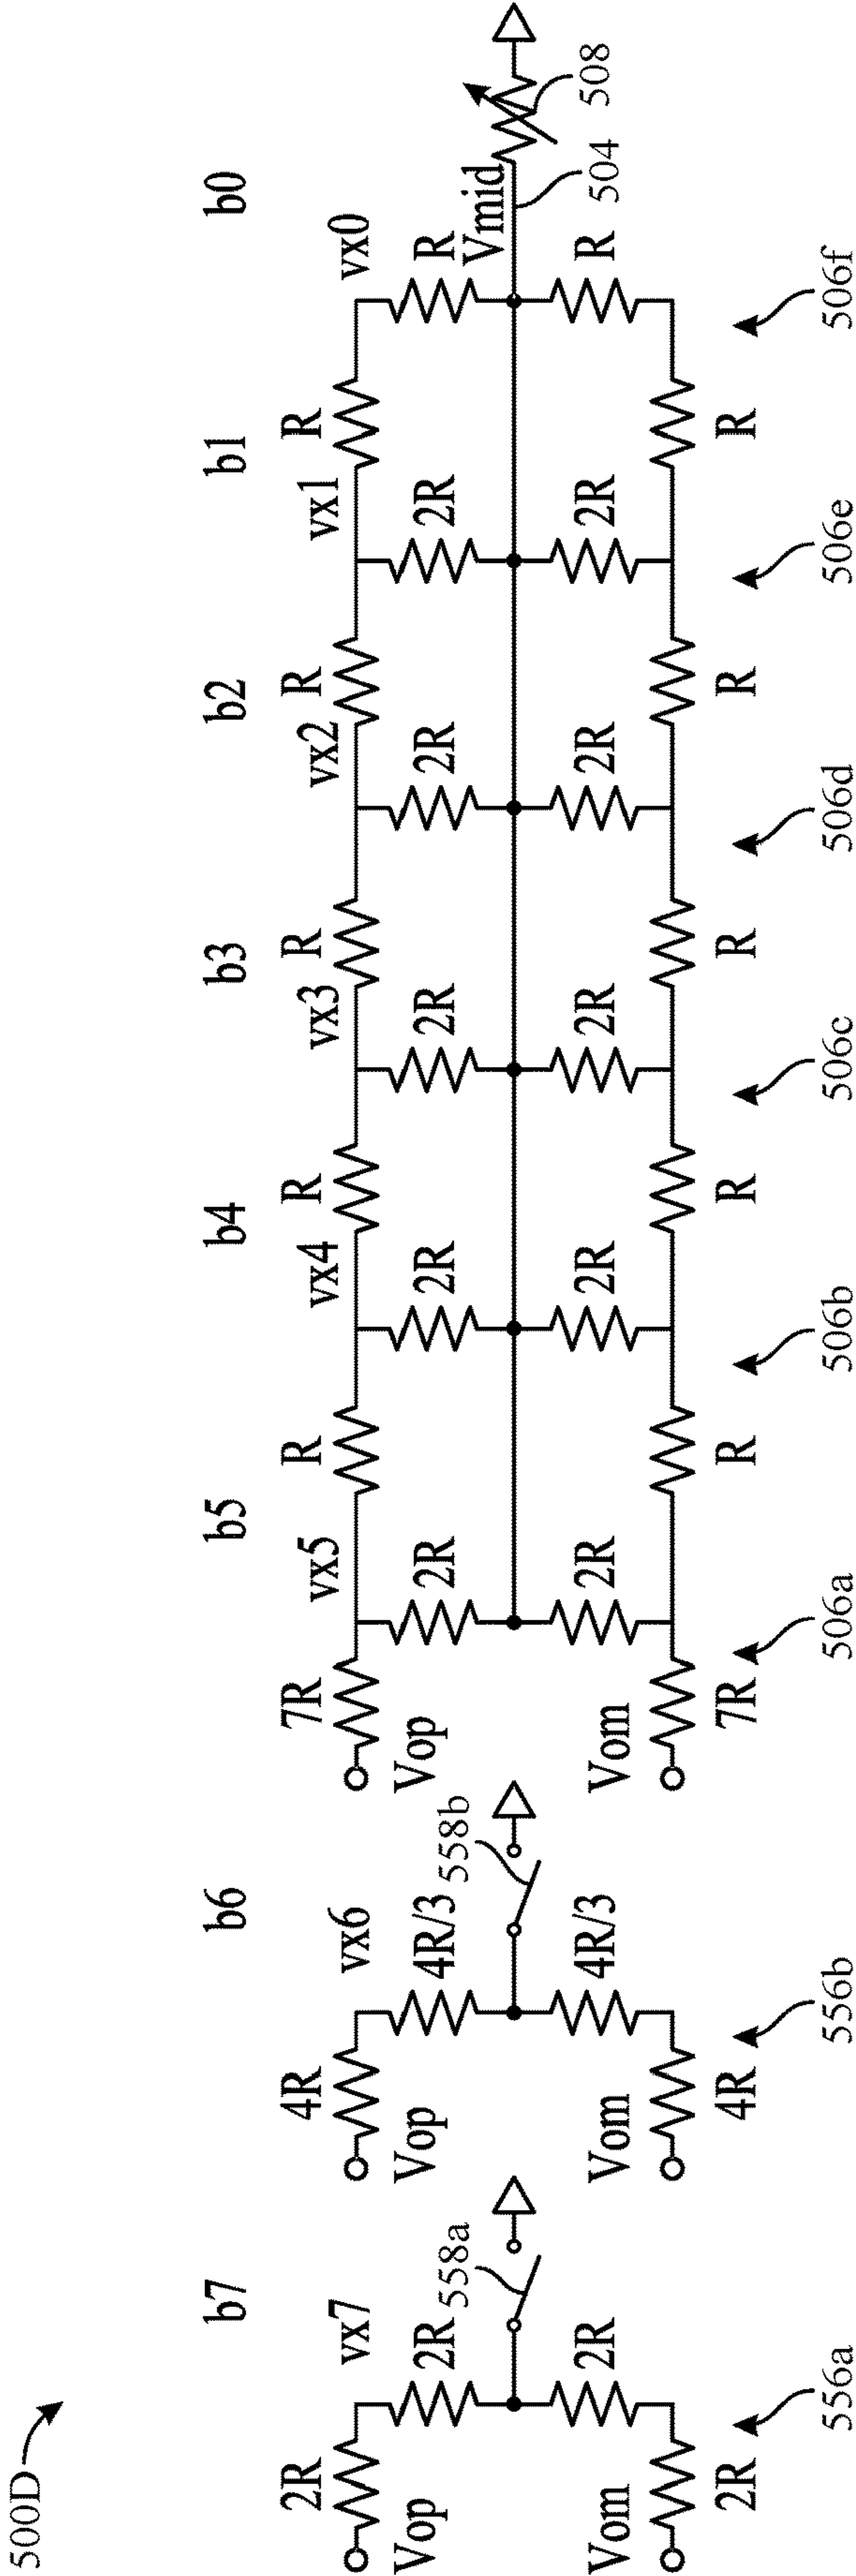 500D
b7 b6 b5 b4 b3 b2 b1 b0
2R 4R 7R R R R R R
vx7 vx6 vx5 vx4 vx3 vx2 vx1 vx0
Vop 2R Vop 4R/3 Vop 2R 2R 2R 2R 2R R
558a 558b Vmid
504 508
Vom 2R Vom 4R/3 Vom 2R 2R 2R 2R 2R R
2R 4R 7R R R R R R
556a 556b 506a 506b 506c 506d 506e 506f